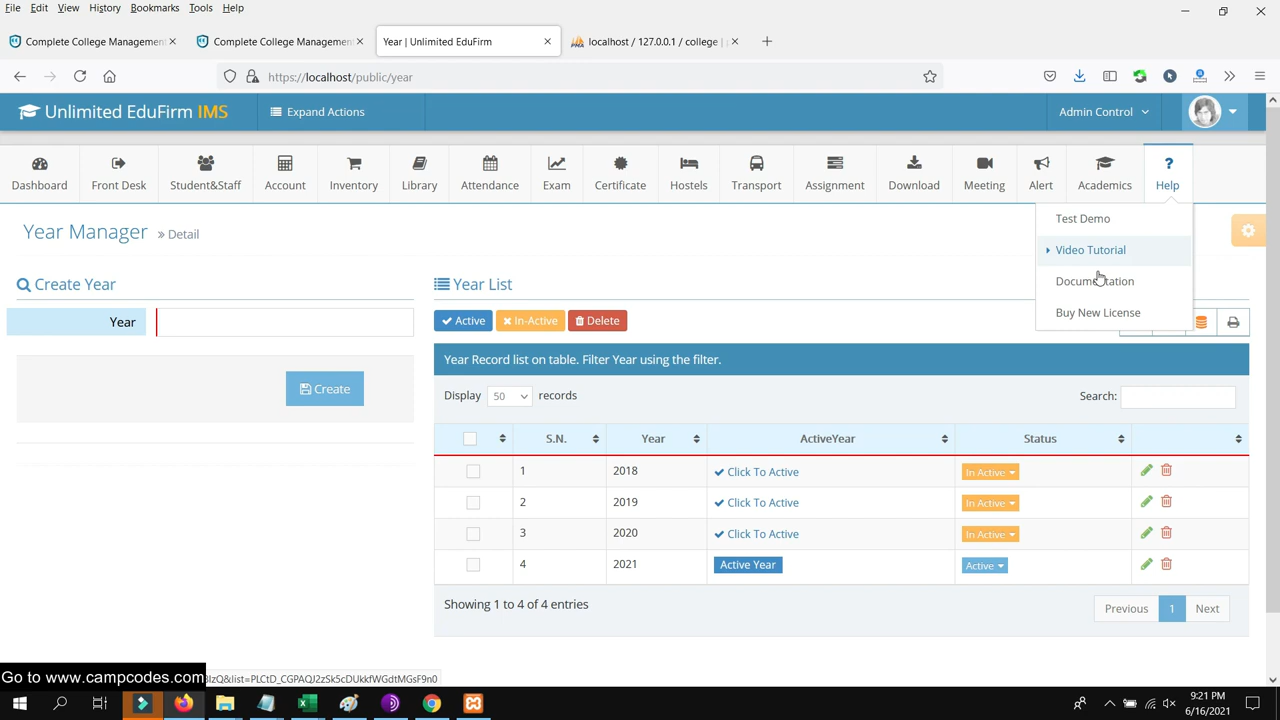 File Edit View History Bookmarks Tools Help
Complete College Management Complete College Management Year | Unlimited EduFirm localhost / 127.0.0.1 / college |
https://localhost/public/year
Unlimited EduFirm IMS Expand Actions Admin Control
Dashboard Front Desk Student&Staff Account Inventory Library Attendance Exam Certificate Hostels Transport Assignment Download Meeting Alert Academics Help
Test Demo
Video Tutorial
Documentation
Buy New License
Year Manager » Detail
Create Year
Year
Create
Year List
Active In-Active Delete
Year Record list on table. Filter Year using the filter.
Display 50 records Search:
S.N. Year ActiveYear Status
1 2018 Click To Active In Active
2 2019 Click To Active In Active
3 2020 Click To Active In Active
4 2021 Active Year Active
Showing 1 to 4 of 4 entries Previous 1 Next
Go to www.campcodes.com
9:21 PM
6/16/2021